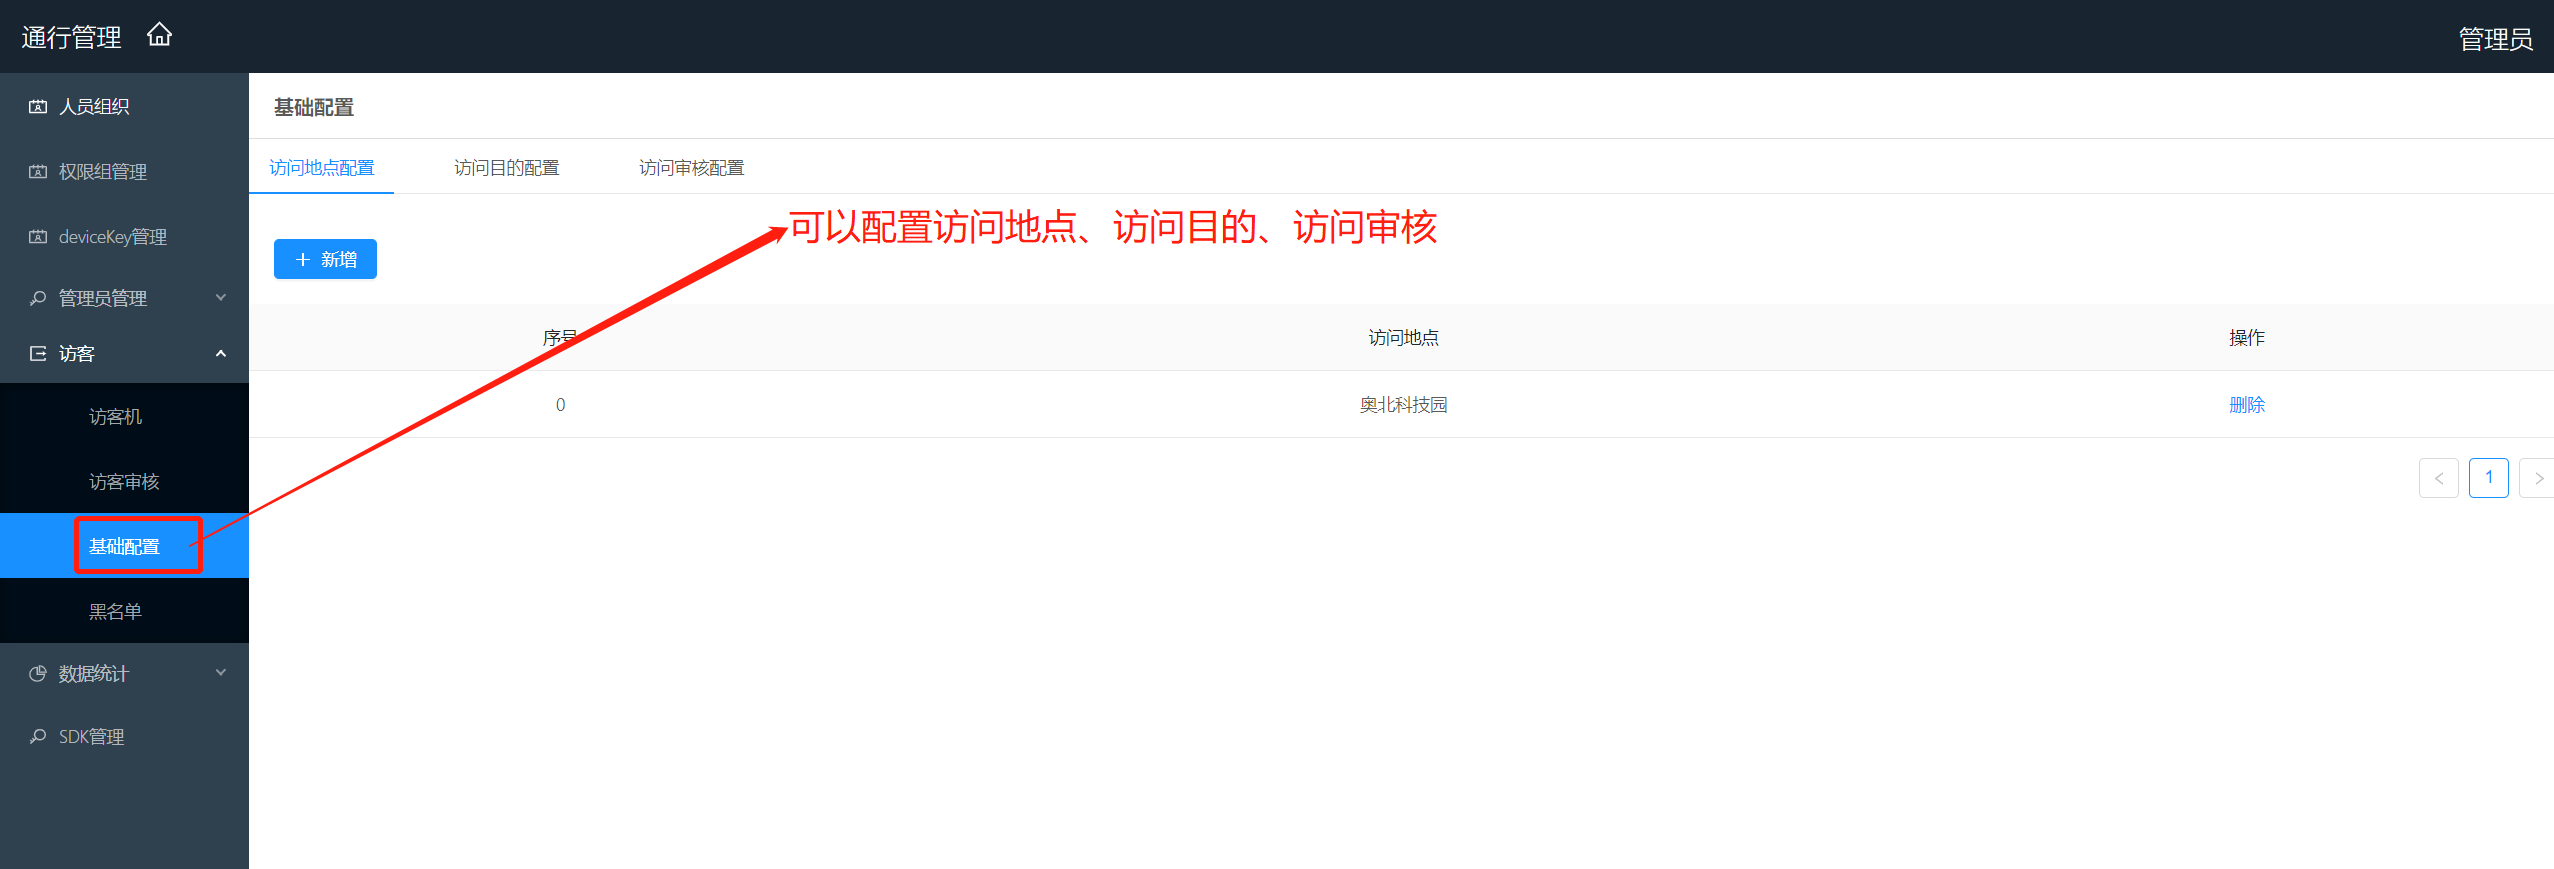 通行管理
管理员
人员组织
权限组管理
deviceKey管理
管理员管理
访客
访客机
访客审核
基础配置
黑名单
数据统计
SDK管理
基础配置
访问地点配置 访问目的配置 访问审核配置
可以配置访问地点、访问目的、访问审核
新增
序号 访问地点 操作
0 奥北科技园 删除
1